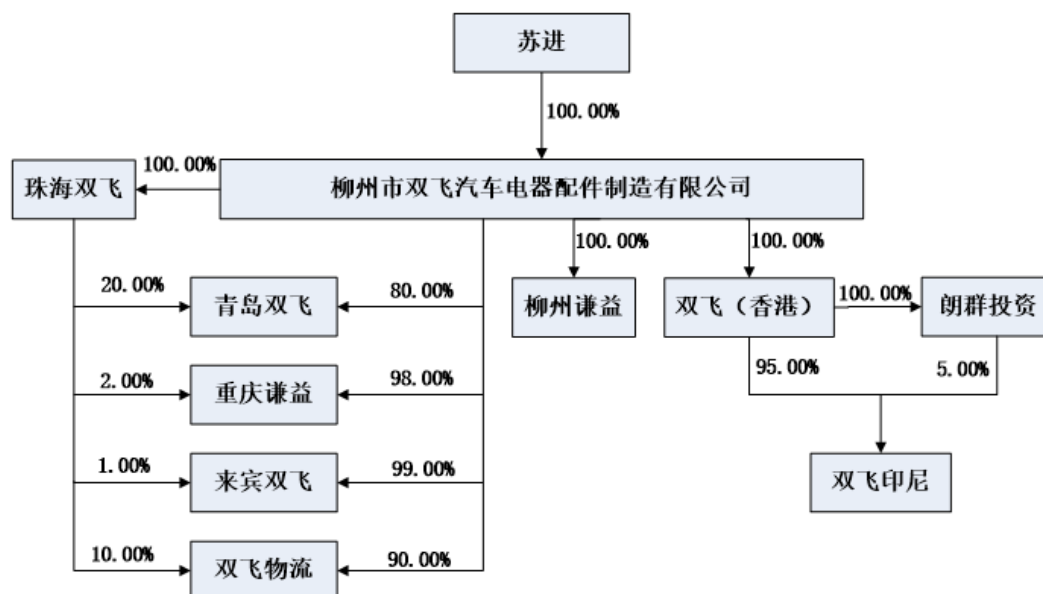 苏进
100.00%
100.00%
珠海双飞
柳州市双飞汽车电器配件制造有限公司
100.00%
100.00%
20.00%
青岛双飞
80.00%
柳州谦益
双飞（香港）
100.00%
朗群投资
2.00%
重庆谦益
98.00%
95.00%
5.00%
1.00%
来宾双飞
99.00%
双飞印尼
10.00%
双飞物流
90.00%